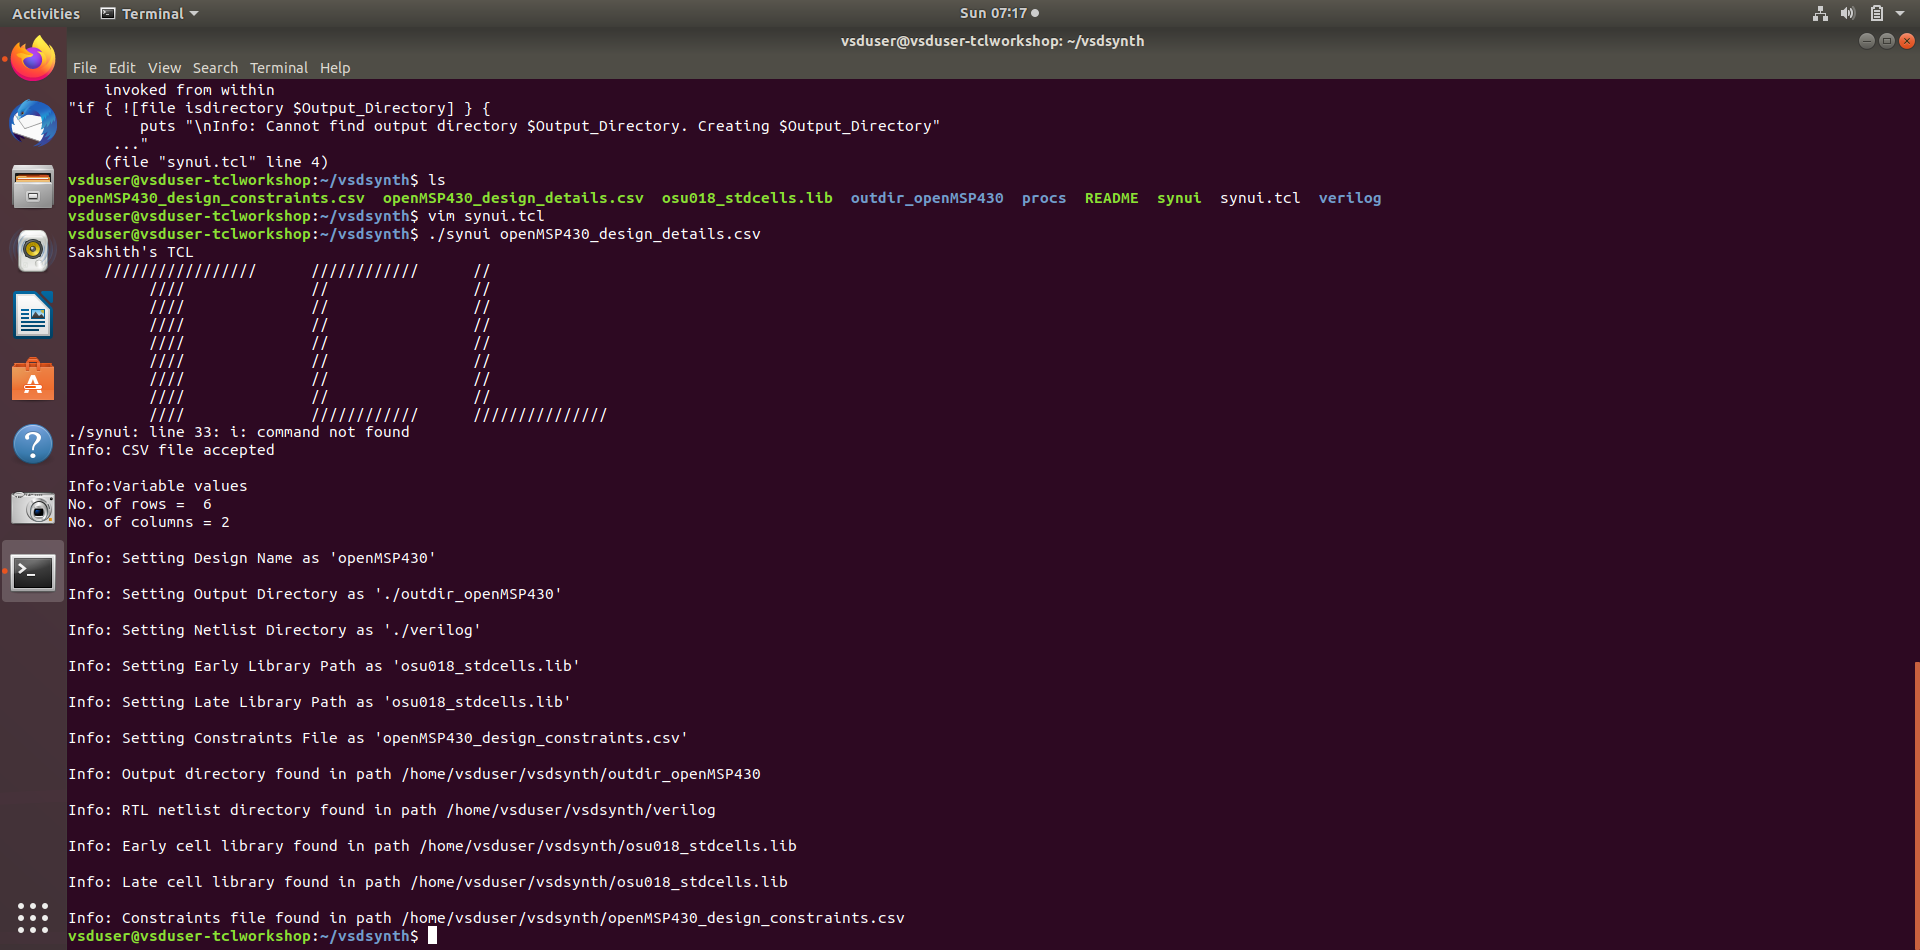 Activities Terminal Sun 07:17
vsduser@vsduser-tclworkshop: ~/vsdsynth
File Edit View Search Terminal Help
    invoked from within
"if { ![file isdirectory $Output_Directory] } {
        puts "\nInfo: Cannot find output directory $Output_Directory. Creating $Output_Directory"
     ..."
    (file "synui.tcl" line 4)
vsduser@vsduser-tclworkshop:~/vsdsynth$ ls
openMSP430_design_constraints.csv  openMSP430_design_details.csv  osu018_stdcells.lib  outdir_openMSP430  procs  README  synui  synui.tcl  verilog
vsduser@vsduser-tclworkshop:~/vsdsynth$ vim synui.tcl
vsduser@vsduser-tclworkshop:~/vsdsynth$ ./synui openMSP430_design_details.csv
Sakshith's TCL
    /////////////////      ////////////      //
         ////              //                //
         ////              //                //
         ////              //                //
         ////              //                //
         ////              //                //
         ////              //                //
         ////              //                //
         ////              ////////////      ///////////////
./synui: line 33: i: command not found
Info: CSV file accepted
Info:Variable values
No. of rows =  6
No. of columns = 2
Info: Setting Design Name as 'openMSP430'
Info: Setting Output Directory as './outdir_openMSP430'
Info: Setting Netlist Directory as './verilog'
Info: Setting Early Library Path as 'osu018_stdcells.lib'
Info: Setting Late Library Path as 'osu018_stdcells.lib'
Info: Setting Constraints File as 'openMSP430_design_constraints.csv'
Info: Output directory found in path /home/vsduser/vsdsynth/outdir_openMSP430
Info: RTL netlist directory found in path /home/vsduser/vsdsynth/verilog
Info: Early cell library found in path /home/vsduser/vsdsynth/osu018_stdcells.lib
Info: Late cell library found in path /home/vsduser/vsdsynth/osu018_stdcells.lib
Info: Constraints file found in path /home/vsduser/vsdsynth/openMSP430_design_constraints.csv
vsduser@vsduser-tclworkshop:~/vsdsynth$